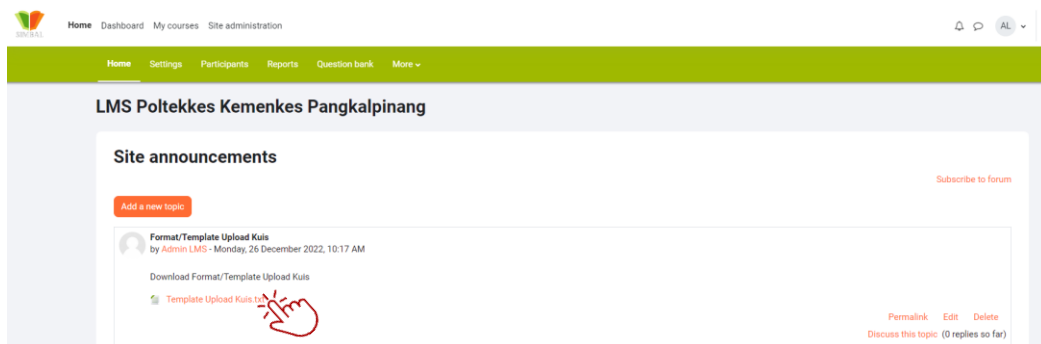 Home Dashboard My courses Site administration
AL
Home Settings Participants Reports Question bank More
LMS Poltekkes Kemenkes Pangkalpinang
Site announcements
Subscribe to forum
Add a new topic
Format/Template Upload Kuis
by Admin LMS - Monday, 26 December 2022, 10:17 AM
Download Format/Template Upload Kuis
Template Upload Kuis.txt
Permalink Edit Delete
Discuss this topic (0 replies so far)